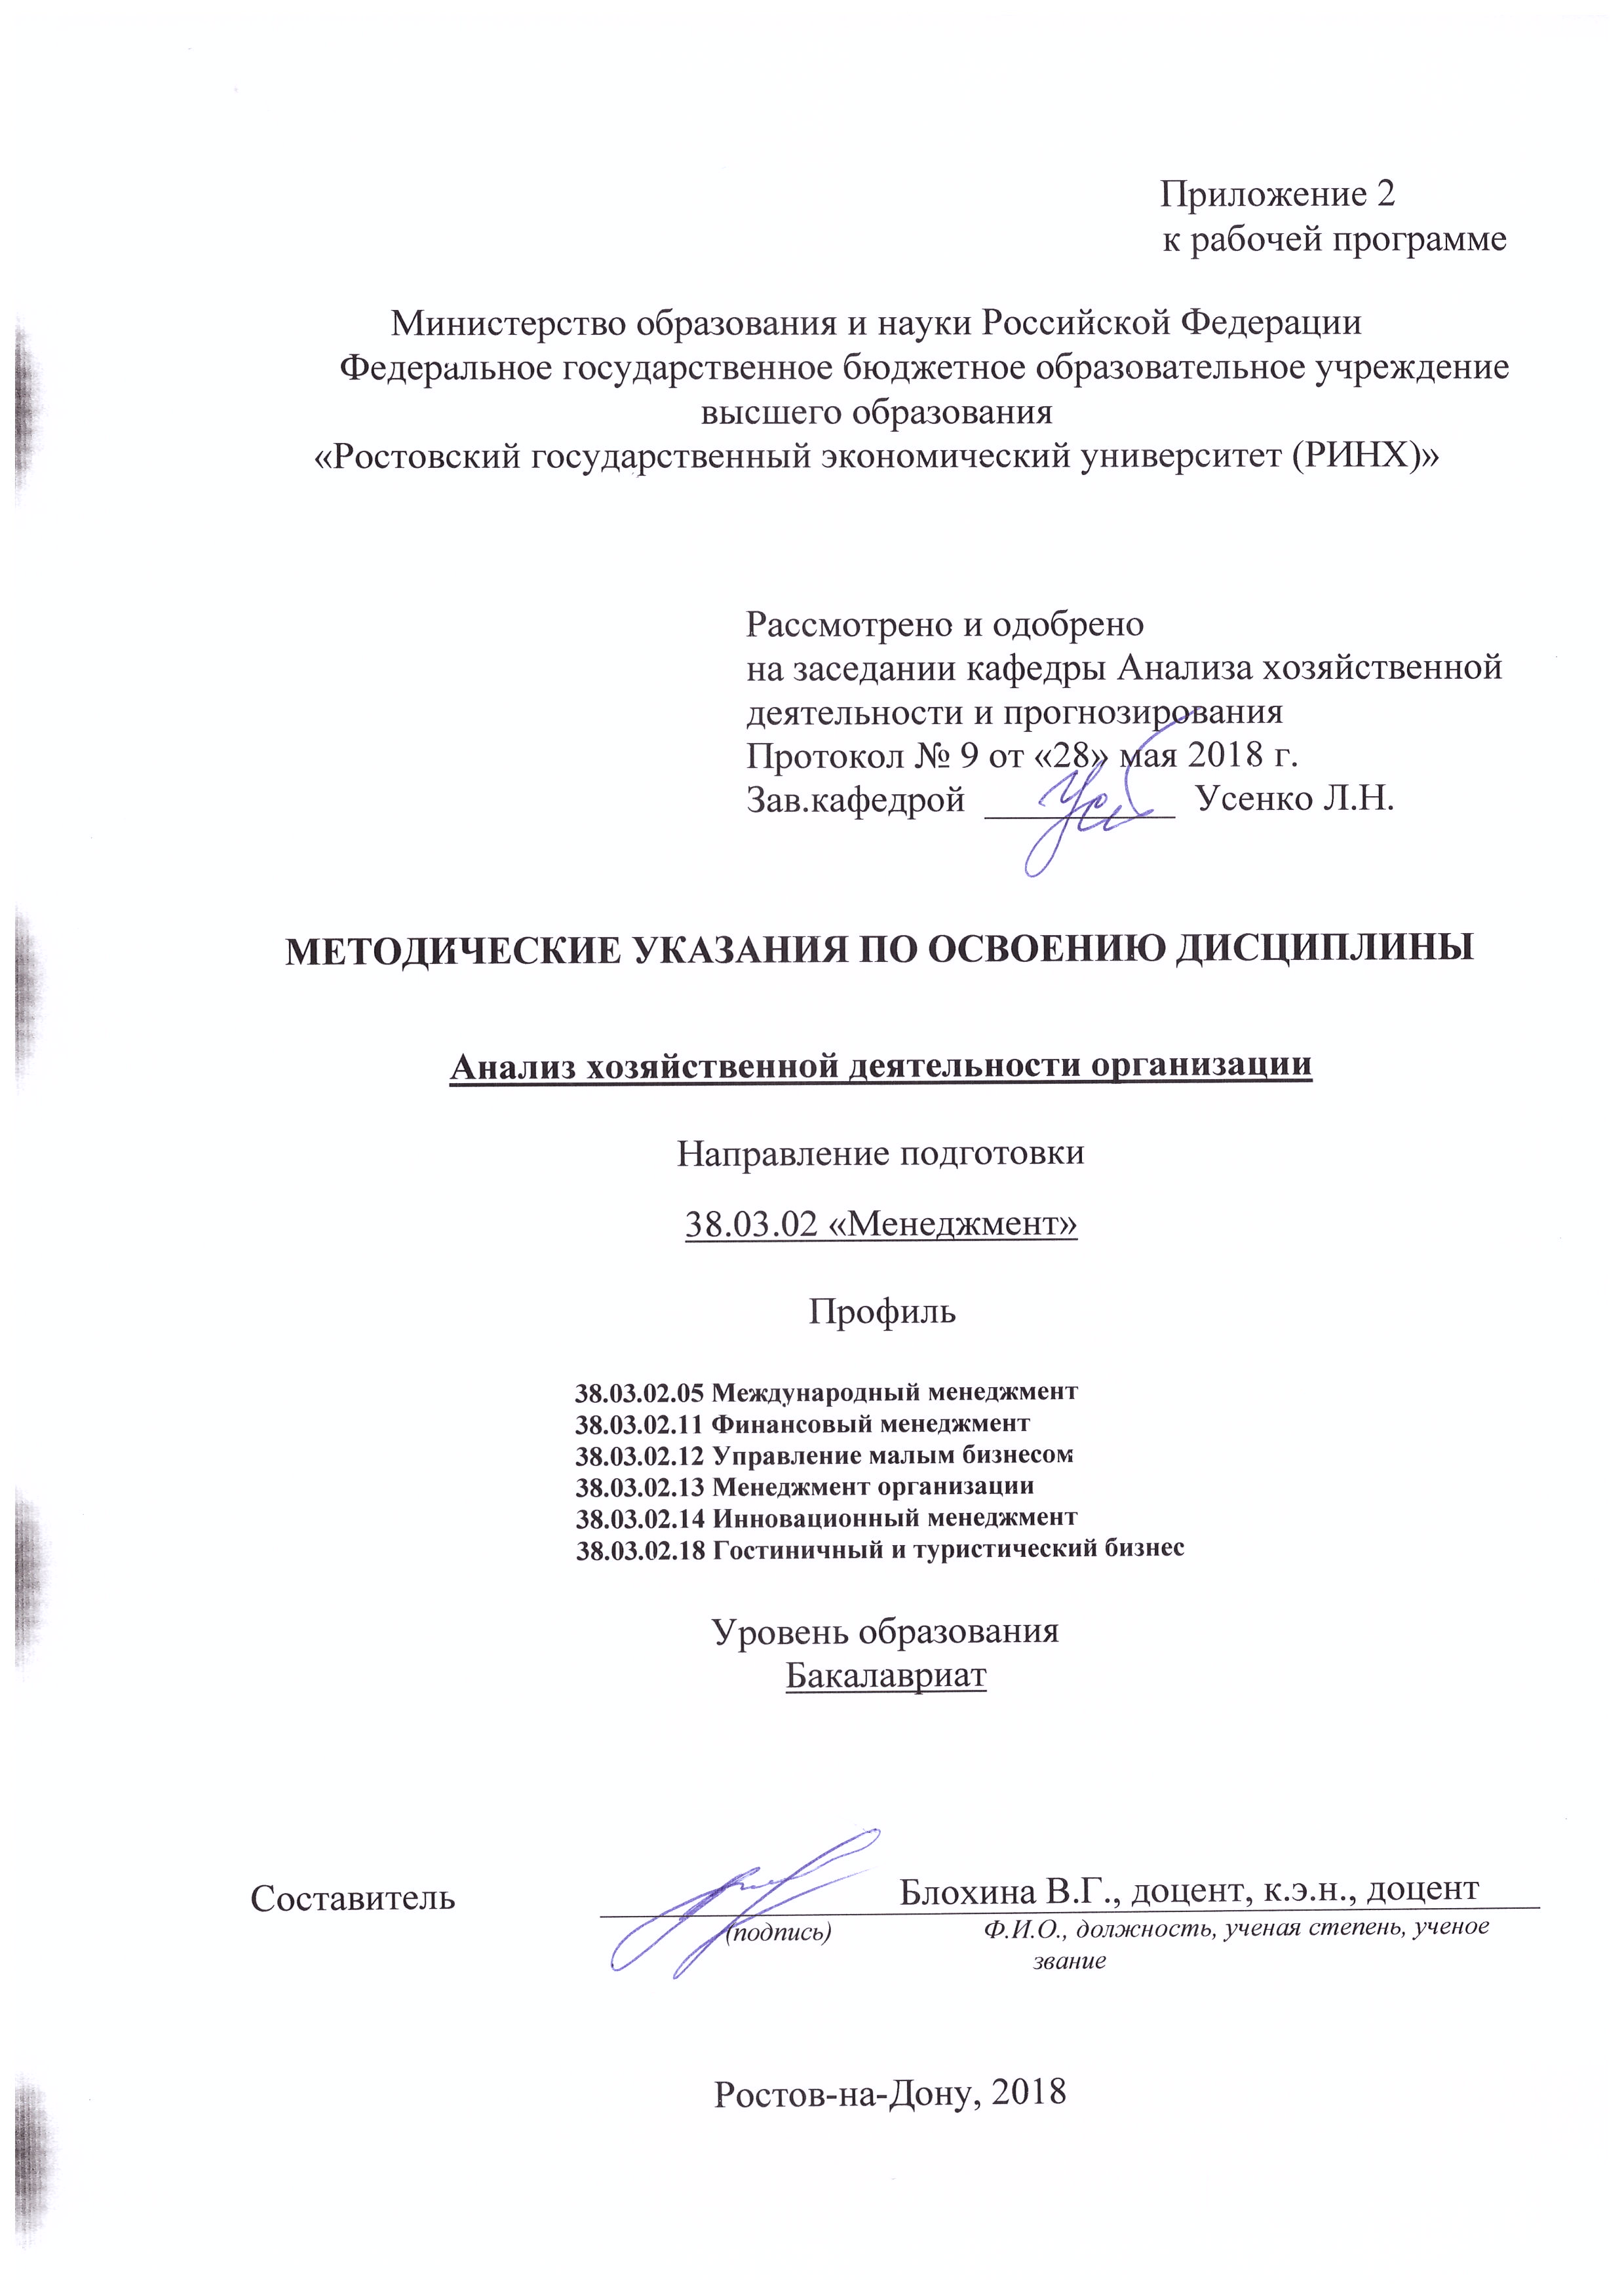 Приложение 2
к рабочей программе
Министерство образования и науки Российской Федерации
Федеральное государственное бюджетное образовательное учреждение
высшего образования
«Ростовский государственный экономический университет (РИНХ)»
Рассмотрено и одобрено
на заседании кафедры Анализа хозяйственной
деятельности и прогнозирования
Протокол № 9 от «28» мая 2018 г.
Зав.кафедрой __________ Усенко Л.Н.
МЕТОДИЧЕСКИЕ УКАЗАНИЯ ПО ОСВОЕНИЮ ДИСЦИПЛИНЫ
Анализ хозяйственной деятельности организации
Направление подготовки
38.03.02 «Менеджмент»
Профиль
38.03.02.05 Международный менеджмент
38.03.02.11 Финансовый менеджмент
38.03.02.12 Управление малым бизнесом
38.03.02.13 Менеджмент организации
38.03.02.14 Инновационный менеджмент
38.03.02.18 Гостиничный и туристический бизнес
Уровень образования
Бакалавриат
Составитель Блохина В.Г., доцент, к.э.н., доцент
(подпись) Ф.И.О., должность, ученая степень, ученое
звание
Ростов-на-Дону, 2018